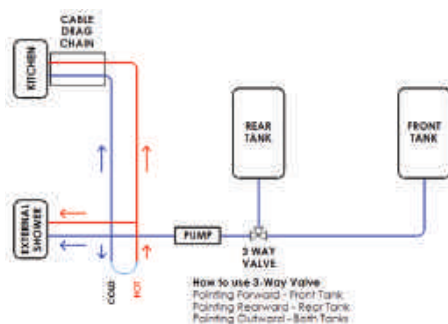 CABLE
DRAG
CHAIN
KITCHEN
REAR
TANK
FRONT
TANK
EXTERNAL
SHOWER
PUMP
3 WAY
VALVE
COLD
HOT
How to use 3-Way Valve
Pointing Forward - Front Tank
Pointing Rearward - Rear Tank
Pointing Outward - Both Tanks